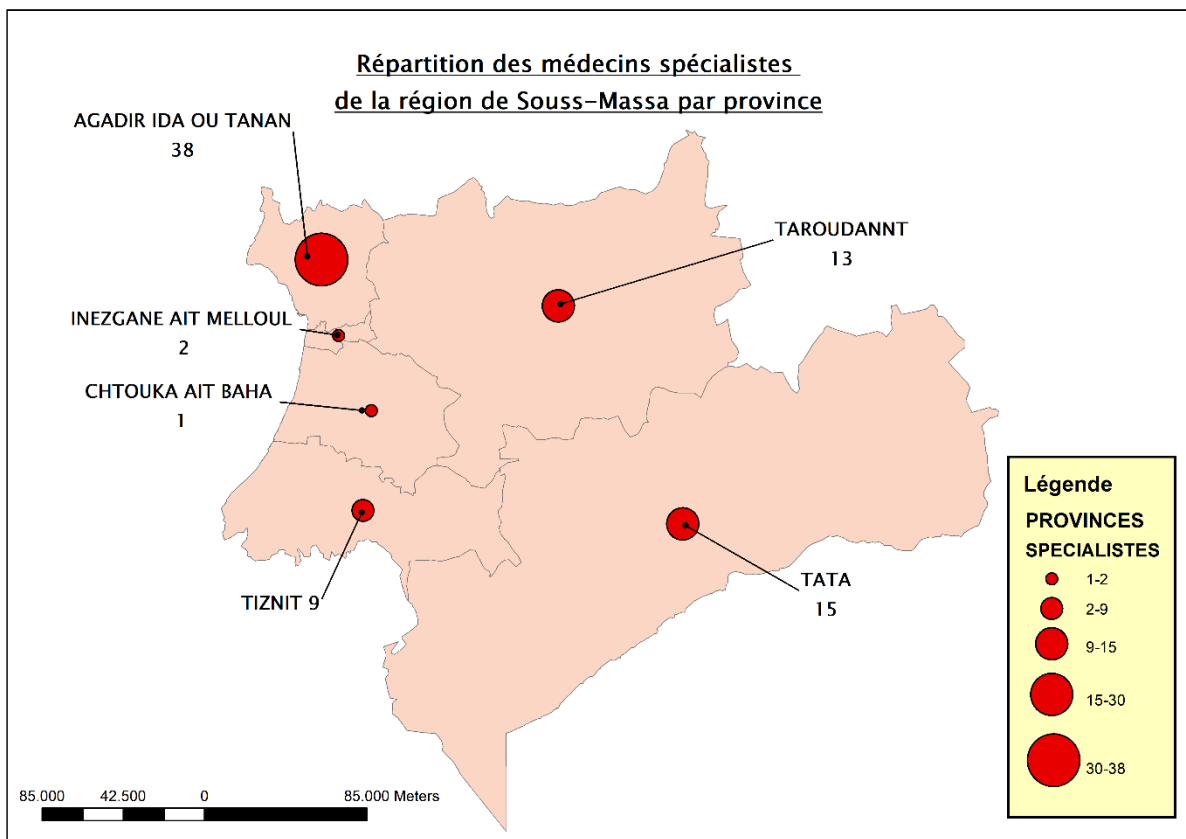 Répartition des médecins spécialistes
de la région de Souss-Massa par province
AGADIR IDA OU TANAN
38
TAROUDANNT
13
INEZGANE AIT MELLOUL
2
CHTOUKA AIT BAHA
1
TIZNIT 9
TATA
15
Légende
PROVINCES
SPECIALISTES
1-2
2-9
9-15
15-30
30-38
85.000 42.500 0 85.000 Meters